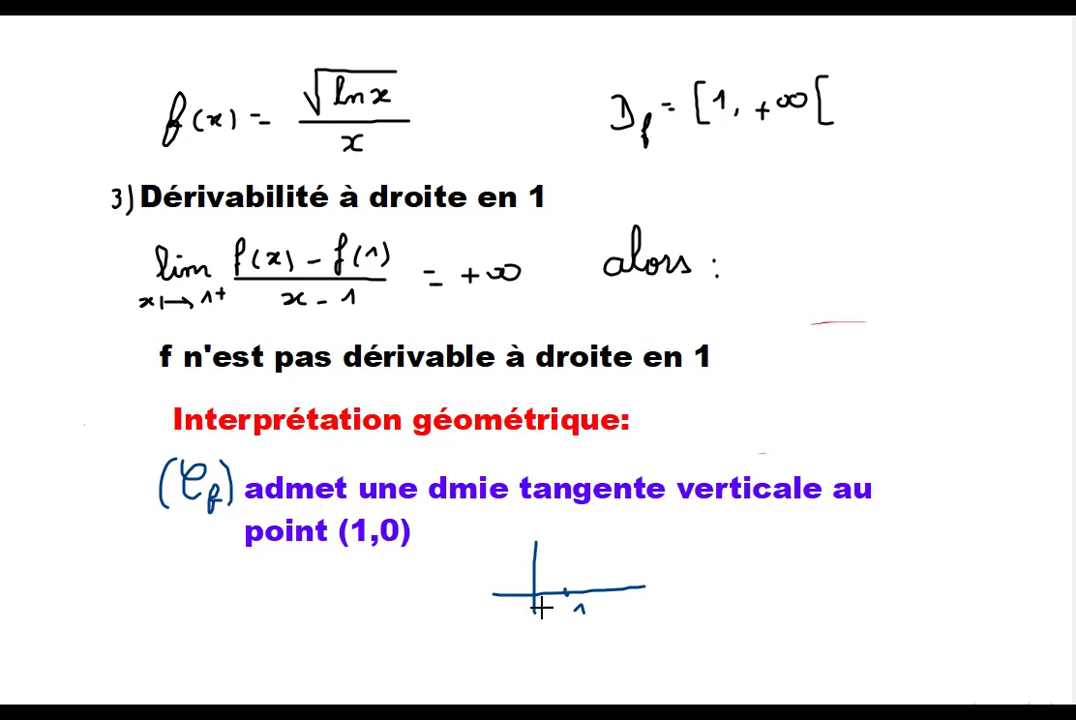 f(x) = √(ln x) / x    D_f = [1, +∞[
3) Dérivabilité à droite en 1
lim x↦1⁺ (f(x) - f(1)) / (x - 1) = +∞    alors :
f n'est pas dérivable à droite en 1
Interprétation géométrique:
(C_f) admet une dmie tangente verticale au
point (1,0)
1